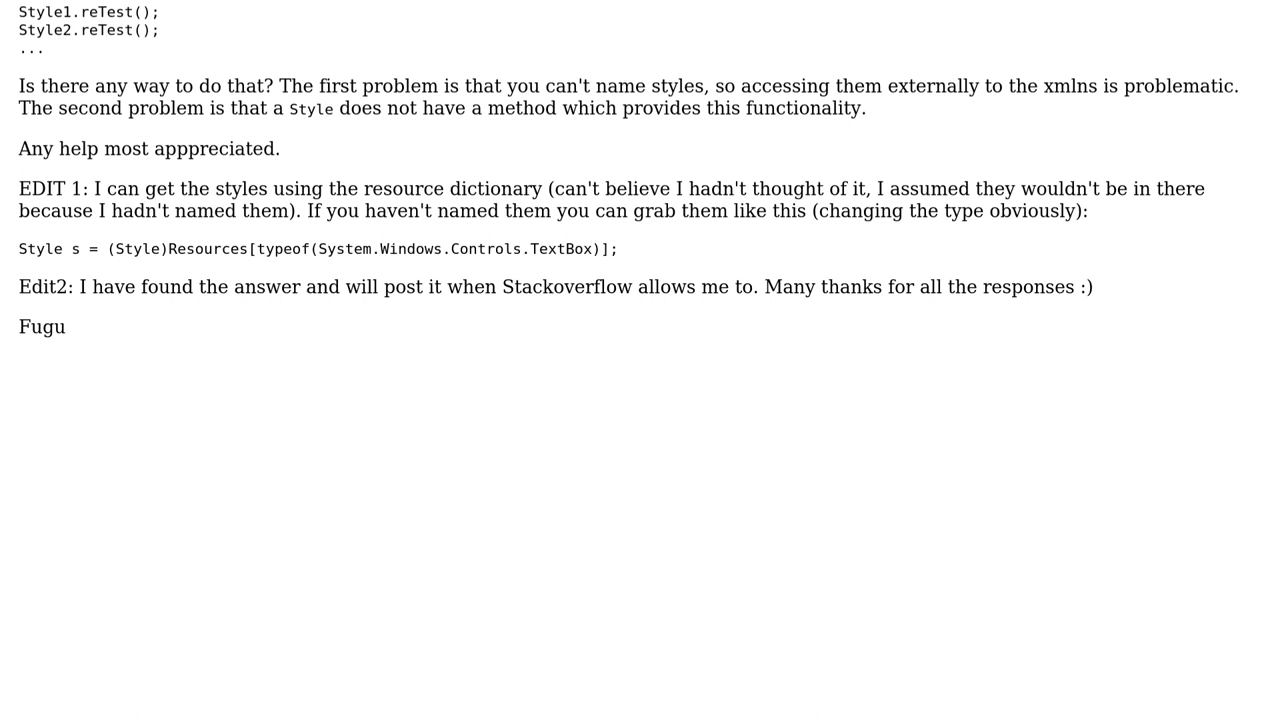 Style1.reTest();
Style2.reTest();
...
Is there any way to do that? The first problem is that you can't name styles, so accessing them externally to the xmlns is problematic.
The second problem is that a Style does not have a method which provides this functionality.
Any help most apppreciated.
EDIT 1: I can get the styles using the resource dictionary (can't believe I hadn't thought of it, I assumed they wouldn't be in there
because I hadn't named them). If you haven't named them you can grab them like this (changing the type obviously):
Style s = (Style)Resources[typeof(System.Windows.Controls.TextBox)];
Edit2: I have found the answer and will post it when Stackoverflow allows me to. Many thanks for all the responses :)
Fugu